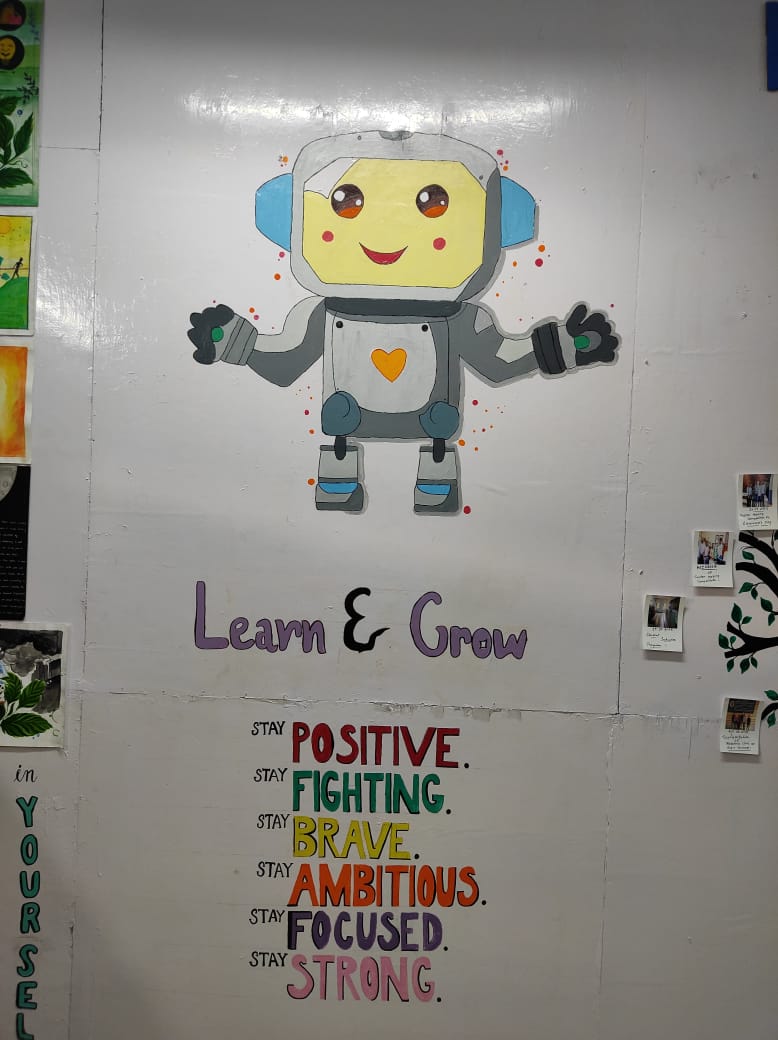 Learn & Grow
STAY POSITIVE.
STAY FIGHTING.
STAY BRAVE.
STAY AMBITIOUS.
STAY FOCUSED.
STAY STRONG.
in
YOURSEL